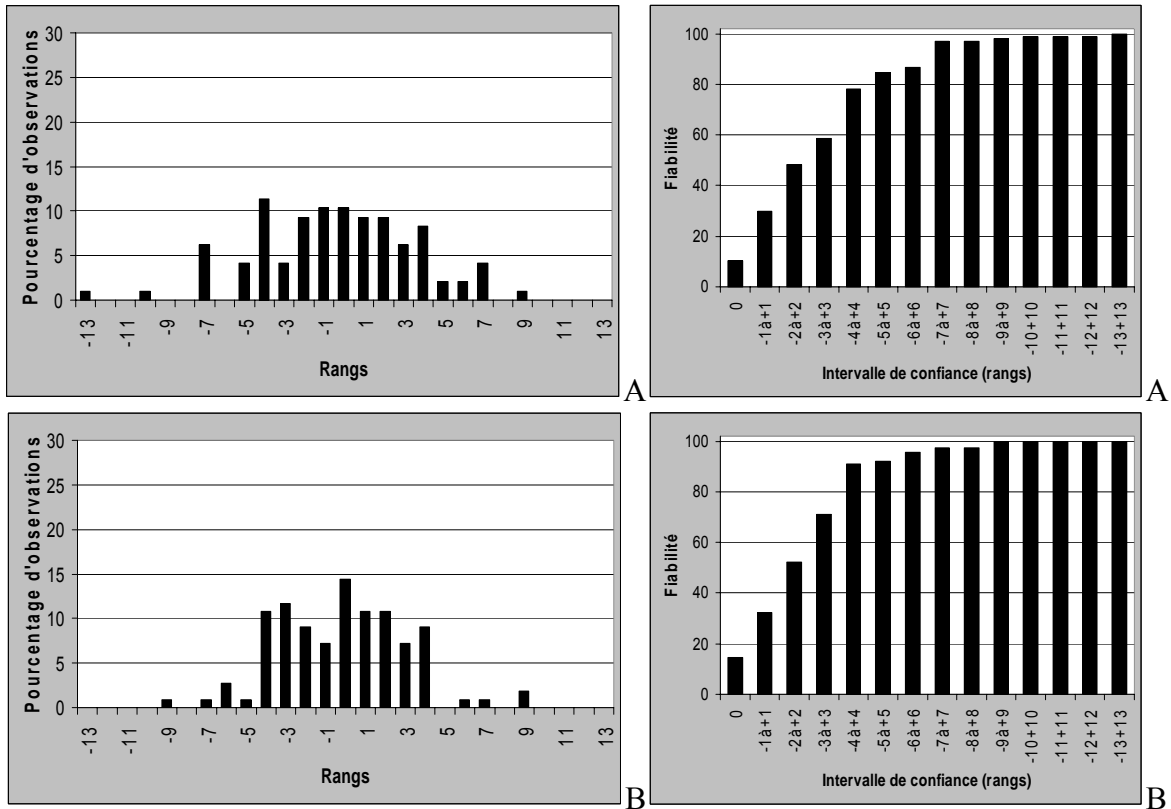 Pourcentage d'observations
30
25
20
15
10
5
0
-13
-11
-9
-7
-5
-3
-1
1
3
5
7
9
11
13
Rangs
A
Fiabilité
100
80
60
40
20
0
0
-1à+1
-2à+2
-3à+3
-4à+4
-5à+5
-6à+6
-7à+7
-8à+8
-9à+9
-10+10
-11+11
-12+12
-13+13
Intervalle de confiance (rangs)
A
Pourcentage d'observations
30
25
20
15
10
5
0
-13
-11
-9
-7
-5
-3
-1
1
3
5
7
9
11
13
Rangs
B
Fiabilité
100
80
60
40
20
0
0
-1à+1
-2à+2
-3à+3
-4à+4
-5à+5
-6à+6
-7à+7
-8à+8
-9à+9
-10+10
-11+11
-12+12
-13+13
Intervalle de confiance (rangs)
B